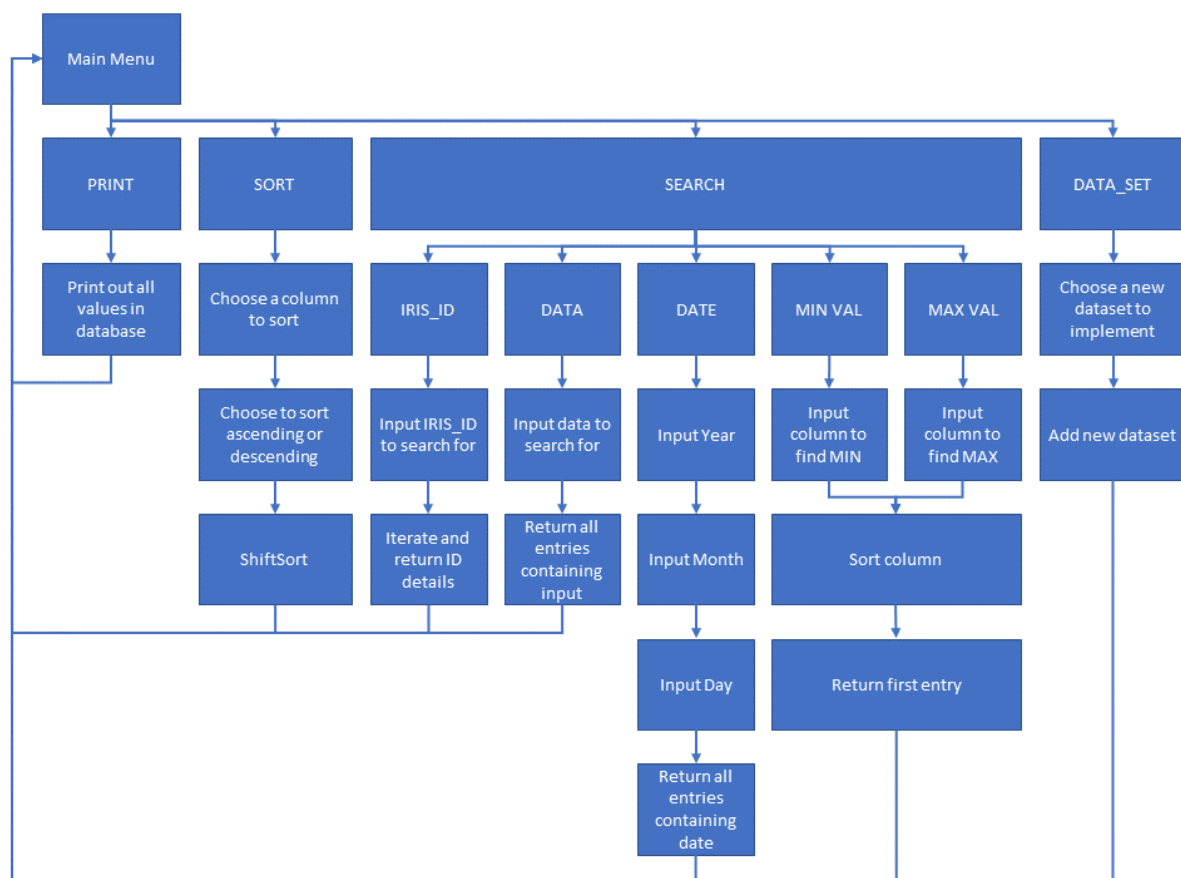 Main Menu
PRINT
SORT
SEARCH
DATA_SET
Print out all
values in
database
Choose a column
to sort
IRIS_ID
DATA
DATE
MIN VAL
MAX VAL
Choose a new
dataset to
implement
Choose to sort
ascending or
descending
Input IRIS_ID
to search for
Input data to
search for
Input Year
Input
column to
find MIN
Input
column to
find MAX
Add new dataset
ShiftSort
Iterate and
return ID
details
Return all
entries
containing
input
Input Month
Sort column
Input Day
Return first entry
Return all
entries
containing
date